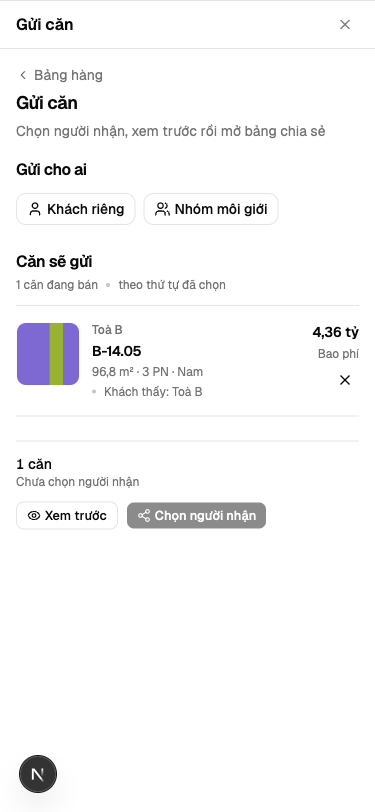 Gửi căn
Bảng hàng
Gửi căn
Chọn người nhận, xem trước rồi mở bảng chia sẻ
Gửi cho ai
Khách riêng
Nhóm môi giới
Căn sẽ gửi
1 căn đang bán • theo thứ tự đã chọn
Toà B
4,36 tỷ
B-14.05
Bao phí
96,8 m² · 3 PN · Nam
• Khách thấy: Toà B
1 căn
Chưa chọn người nhận
Xem trước
Chọn người nhận
N